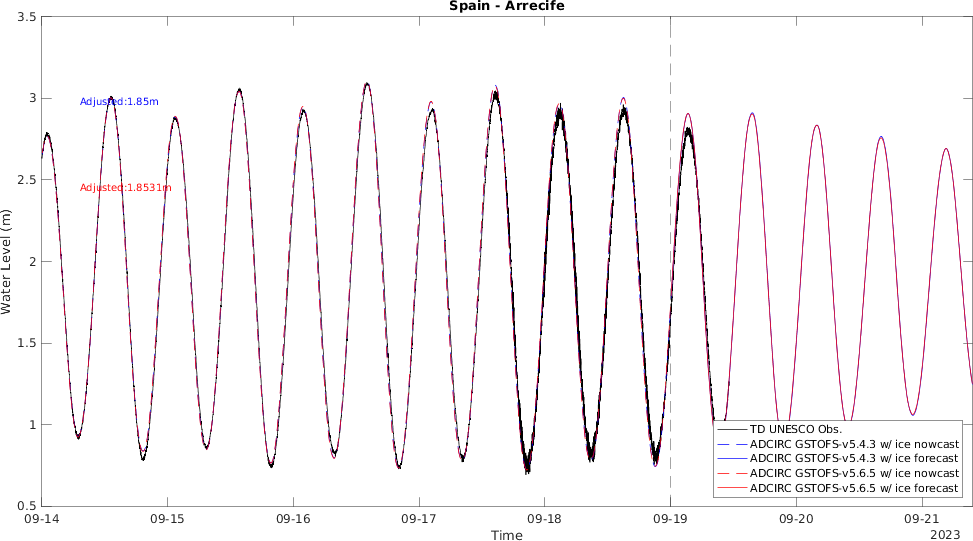 Spain - Arrecife
3.5
3
2.5
2
1.5
1
0.5
Water Level (m)
Adjusted:1.85m
Adjusted:1.8531m
TD UNESCO Obs.
ADCIRC GSTOFS-v5.4.3 w/ ice nowcast
ADCIRC GSTOFS-v5.4.3 w/ ice forecast
ADCIRC GSTOFS-v5.6.5 w/ ice nowcast
ADCIRC GSTOFS-v5.6.5 w/ ice forecast
09-14 09-15 09-16 09-17 09-18 09-19 09-20 09-21
Time
2023